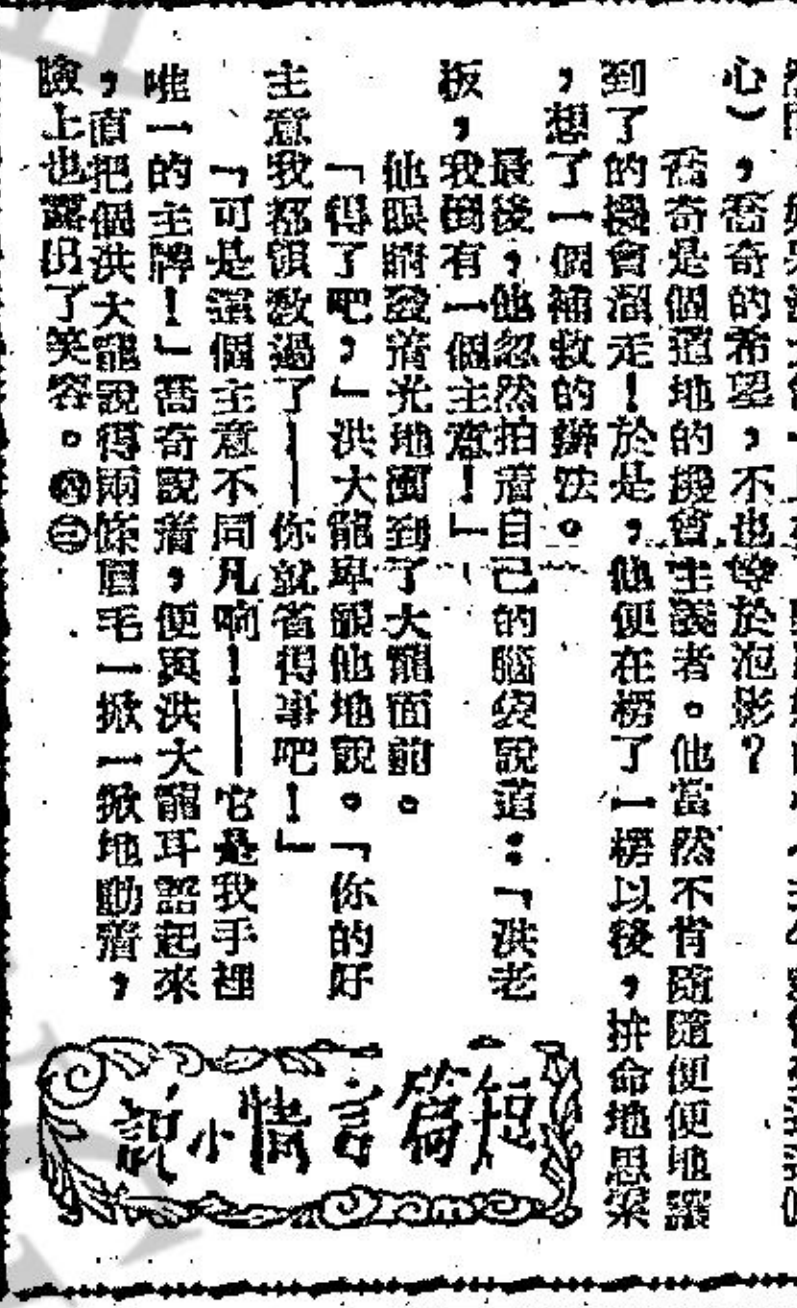 心)，喬奇的希望，不也等於泡影？
喬奇是個道地的機會主義者。他當然不肯隨隨便便地讓
到了的機會溜走！於是，他便在楞了一楞以後，拚命地思索
，想了一個補救的辦法。
最後，他忽然拍着自己的腦袋說道：「洪老
板，我倒有一個主意！」
他眼睛發着光地溜到了大龍面前。
「得了吧，」洪大龍卑視他地說。「你的好
主意我都領敎過了——你就省得事吧！」
「可是這個主意不同凡响！——它是我手裡
唯一的主牌！」喬奇說着，便與洪大龍耳語起來
，直把個洪大龍說得兩條眉毛一掀一掀地動着，
臉上也露出了笑容。㊃㊂
短篇言情小說